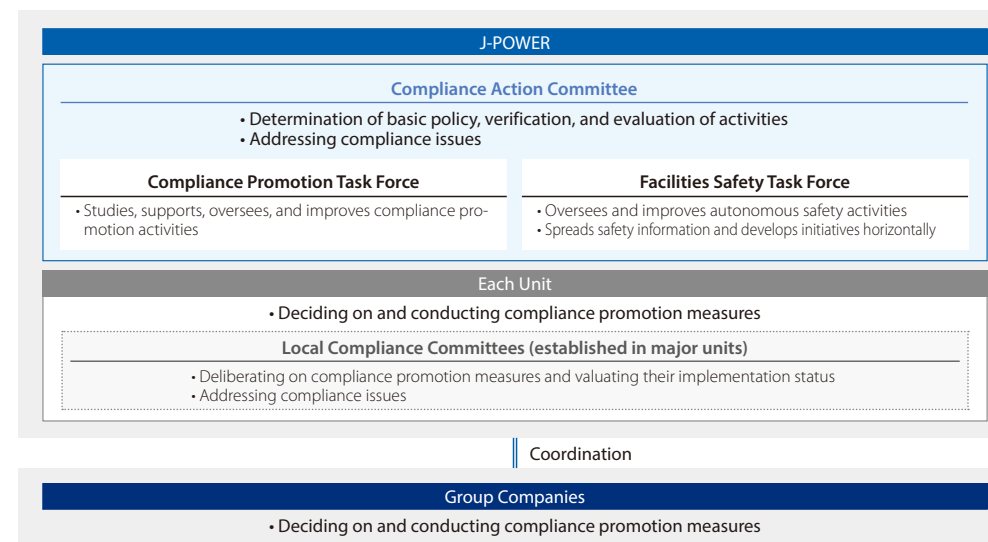 J-POWER
Compliance Action Committee
• Determination of basic policy, verification, and evaluation of activities
• Addressing compliance issues
Compliance Promotion Task Force
• Studies, supports, oversees, and improves compliance pro-
motion activities
Facilities Safety Task Force
• Oversees and improves autonomous safety activities
• Spreads safety information and develops initiatives horizontally
Each Unit
• Deciding on and conducting compliance promotion measures
Local Compliance Committees (established in major units)
• Deliberating on compliance promotion measures and valuating their implementation status
• Addressing compliance issues
Coordination
Group Companies
• Deciding on and conducting compliance promotion measures